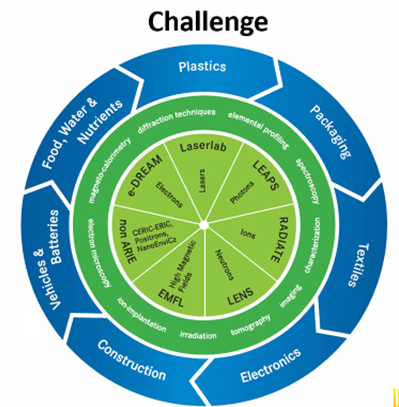 Challenge
Plastics
Packaging
Textiles
Electronics
Construction
Vehicles &
Batteries
Food, Water &
Nutrients
diffraction techniques
elemental profiling
spectroscopy
characterization
imaging
tomography
irradiation
ion-implantation
electron microscopy
magneto-calorimetry
Laserlab
Lasers
LEAPS
Photons
RADIATE
Ions
LENS
Neutrons
EMFL
High Magnetic
Fields
non ARIE
CERIC-ERIC,
Positrons,
NanoEnviCz
e-DREAM
Electrons